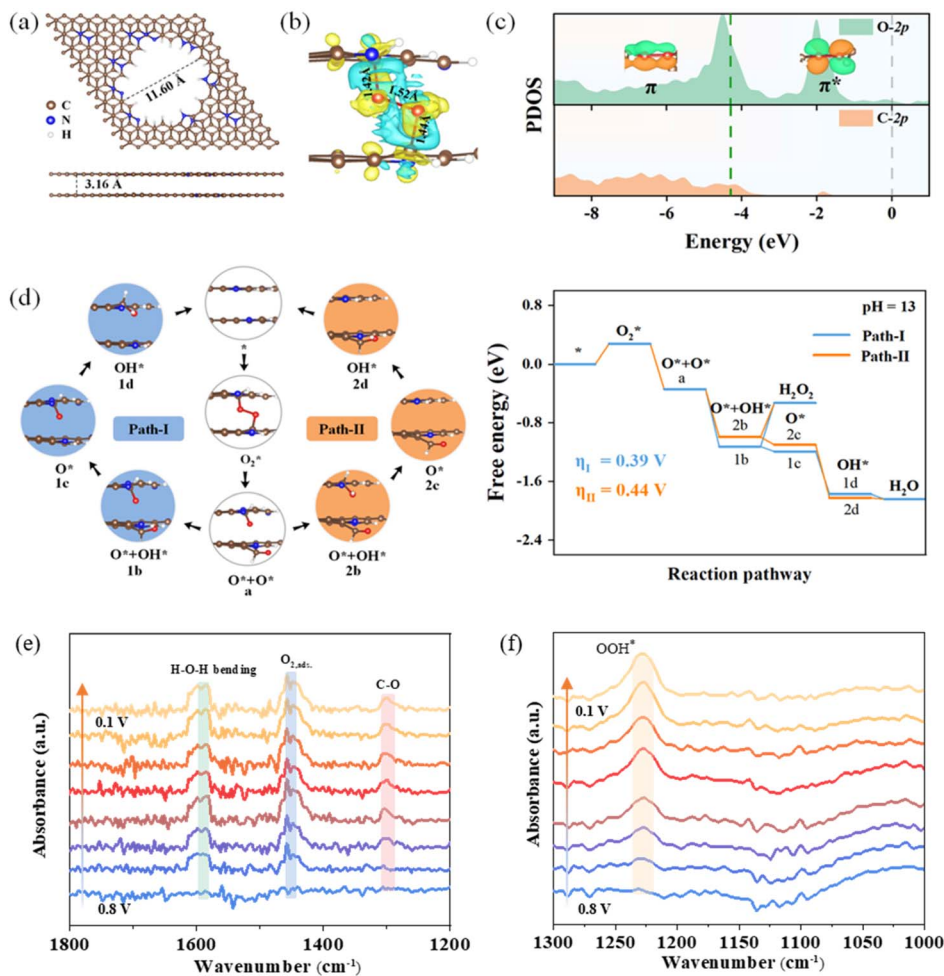 (a)
11.60 Å
C
N
H
3.16 Å
(b)
1.42Å
1.52Å
1.44Å
(c)
PDOS
O-2p
π
π*
C-2p
-8
-6
-4
-2
0
Energy (eV)
(d)
OH*
1d
*
OH*
2d
O*
1c
Path-I
O₂*
Path-II
O*
2c
O*+OH*
1b
O*+O*
a
O*+OH*
2b
Free energy (eV)
0.8
0.0
-0.8
-1.6
-2.4
pH = 13
Path-I
Path-II
*
O₂*
O*+O*
a
O*+OH*
2b
1b
H₂O₂
O*
2c
1c
OH*
1d
2d
H₂O
η_I = 0.39 V
η_II = 0.44 V
Reaction pathway
(e)
Absorbance (a.u.)
H-O-H bending
O₂,ads.
C-O
0.1 V
0.8 V
1800
1600
1400
1200
Wavenumber (cm⁻¹)
(f)
Absorbance (a.u.)
OOH*
0.1 V
0.8 V
1300
1250
1200
1150
1100
1050
1000
Wavenumber (cm⁻¹)